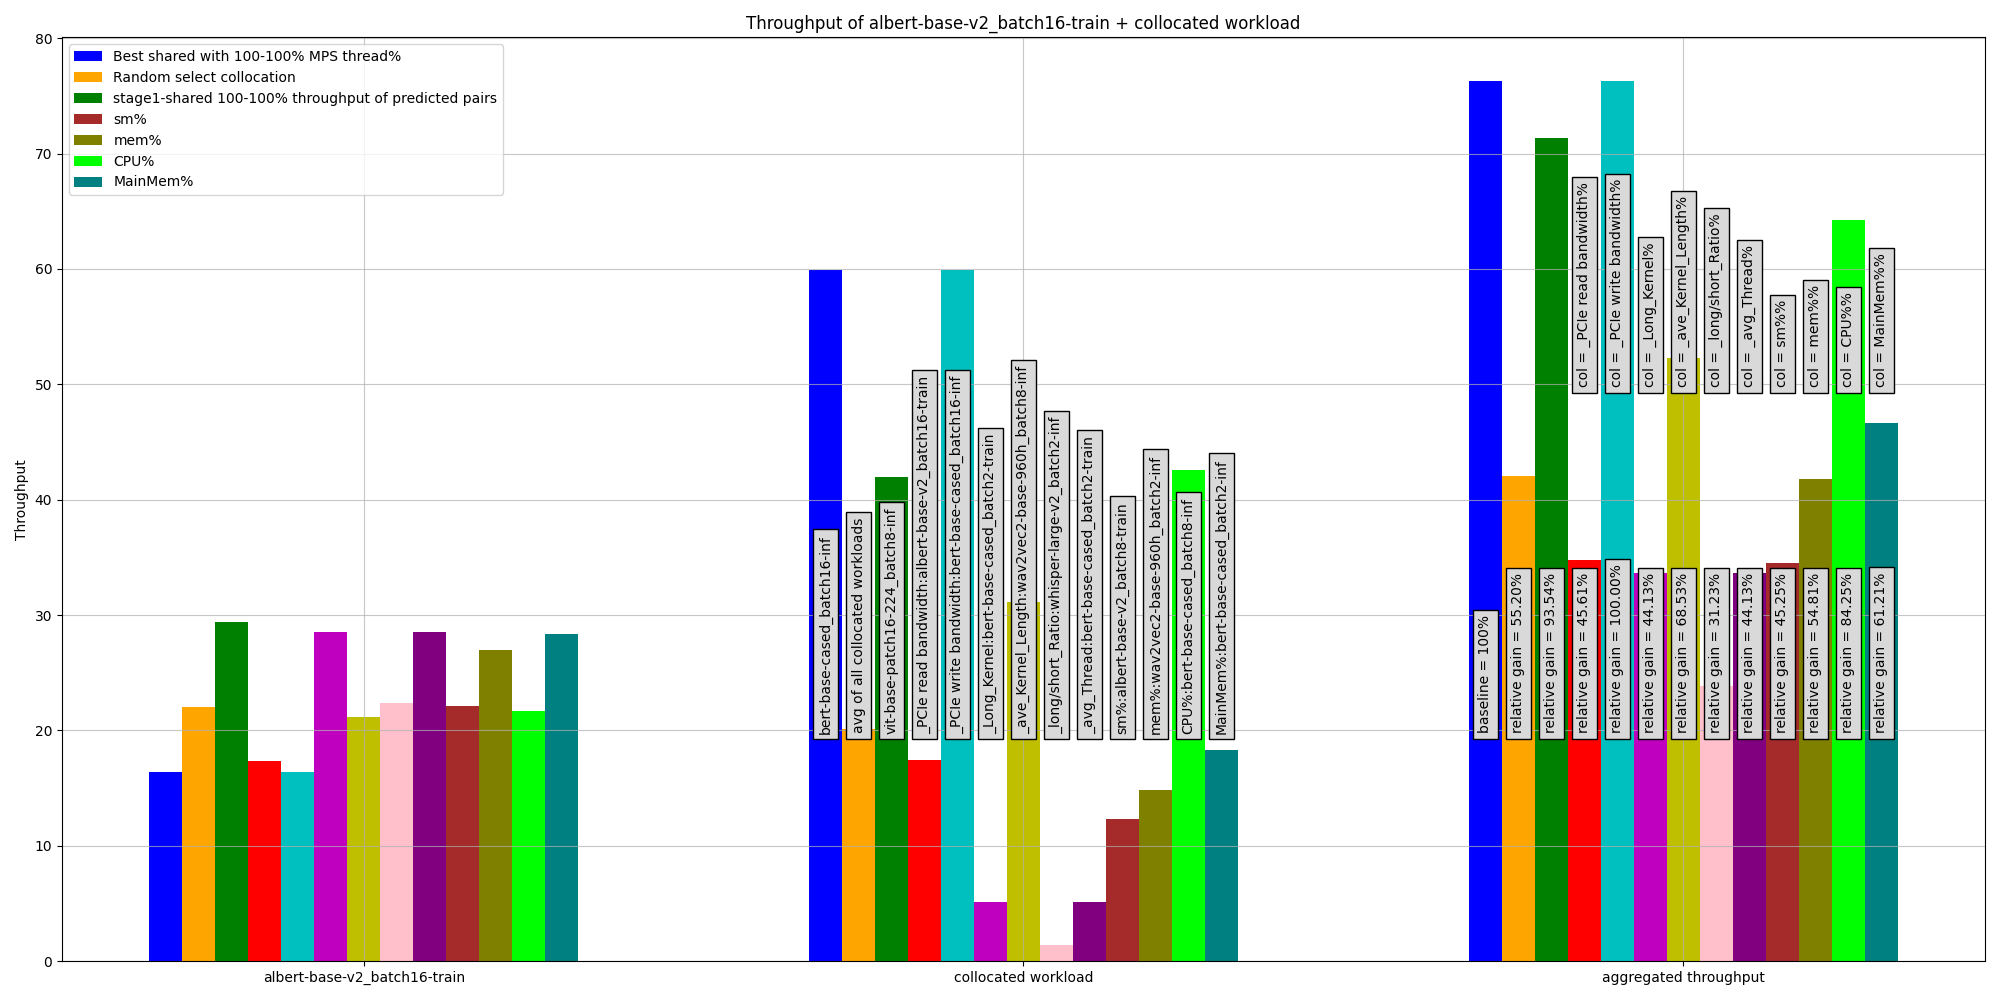 Throughput of albert-base-v2_batch16-train + collocated workload
Best shared with 100-100% MPS thread%
Random select collocation
stage1-shared 100-100% throughput of predicted pairs
sm%
mem%
CPU%
MainMem%
Throughput
80
70
60
50
40
30
20
10
0
bert-base-cased_batch16-inf
avg of all collocated workloads
vit-base-patch16-224_batch8-inf
_PCIe read bandwidth:albert-base-v2_batch16-train
_PCIe write bandwidth:bert-base-cased_batch16-inf
_Long_Kernel:bert-base-cased_batch2-train
_ave_Kernel_Length:wav2vec2-base-960h_batch8-inf
_long/short_Ratio:whisper-large-v2_batch2-inf
_avg_Thread:bert-base-cased_batch2-train
sm%:albert-base-v2_batch8-train
mem%:wav2vec2-base-960h_batch2-inf
CPU%:bert-base-cased_batch8-inf
MainMem%:bert-base-cased_batch2-inf
col = _PCIe read bandwidth%
col = _PCIe write bandwidth%
col = _Long_Kernel%
col = _ave_Kernel_Length%
col = _long/short_Ratio%
col = _avg_Thread%
col = sm%%
col = mem%%
col = CPU%%
col = MainMem%%
baseline = 100%
relative gain = 55.20%
relative gain = 93.54%
relative gain = 45.61%
relative gain = 100.00%
relative gain = 44.13%
relative gain = 68.53%
relative gain = 31.23%
relative gain = 44.13%
relative gain = 45.25%
relative gain = 54.81%
relative gain = 84.25%
relative gain = 61.21%
albert-base-v2_batch16-train
collocated workload
aggregated throughput